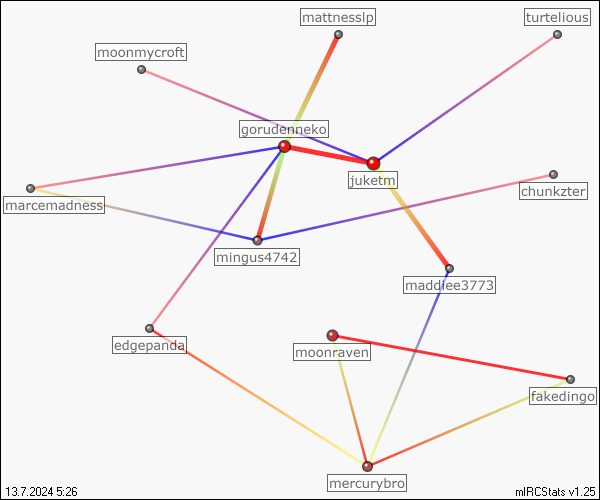 mattnesslp
turtelious
moonmycroft
gorudenneko
juketm
chunkzter
marcemadness
mingus4742
maddiee3773
edgepanda
moonraven
fakedingo
mercurybro
13.7.2024 5:26
mIRCStats v1.25